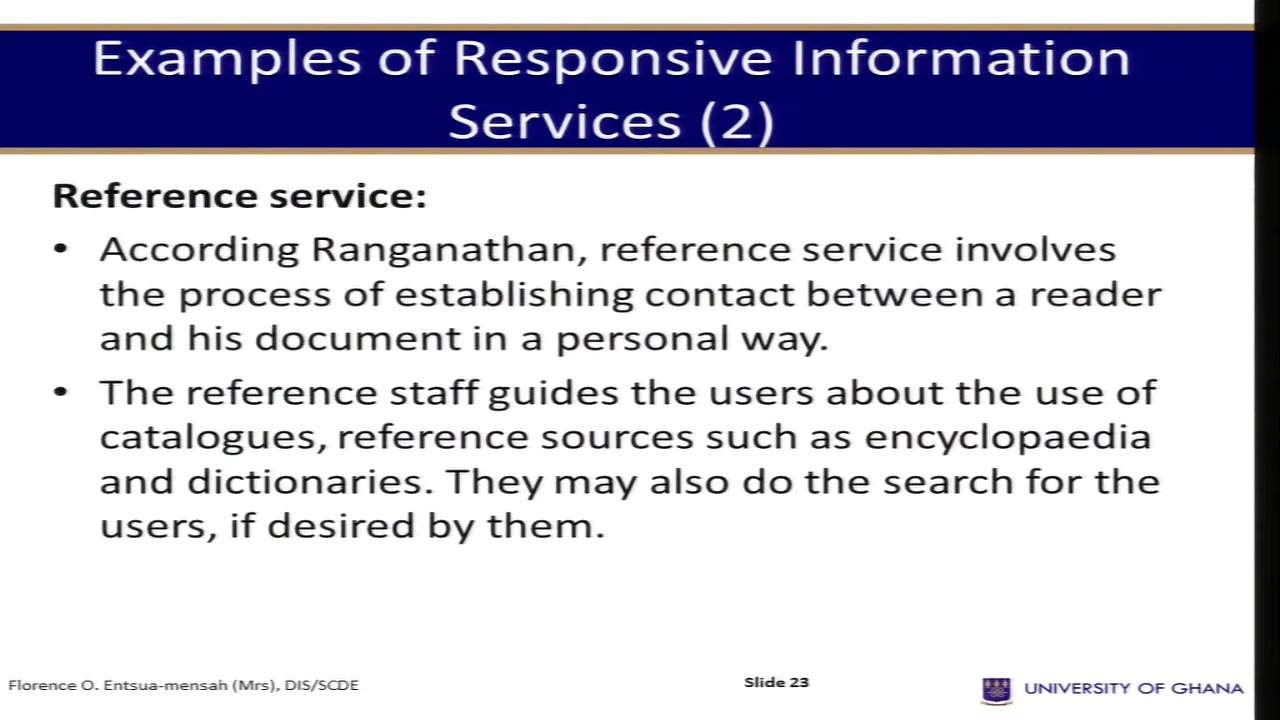 Examples of Responsive Information
Services (2)
Reference service:
• According Ranganathan, reference service involves
the process of establishing contact between a reader
and his document in a personal way.
• The reference staff guides the users about the use of
catalogues, reference sources such as encyclopaedia
and dictionaries. They may also do the search for the
users, if desired by them.
Florence O. Entsua-mensah (Mrs), DIS/SCDE
Slide 23
UNIVERSITY OF GHANA